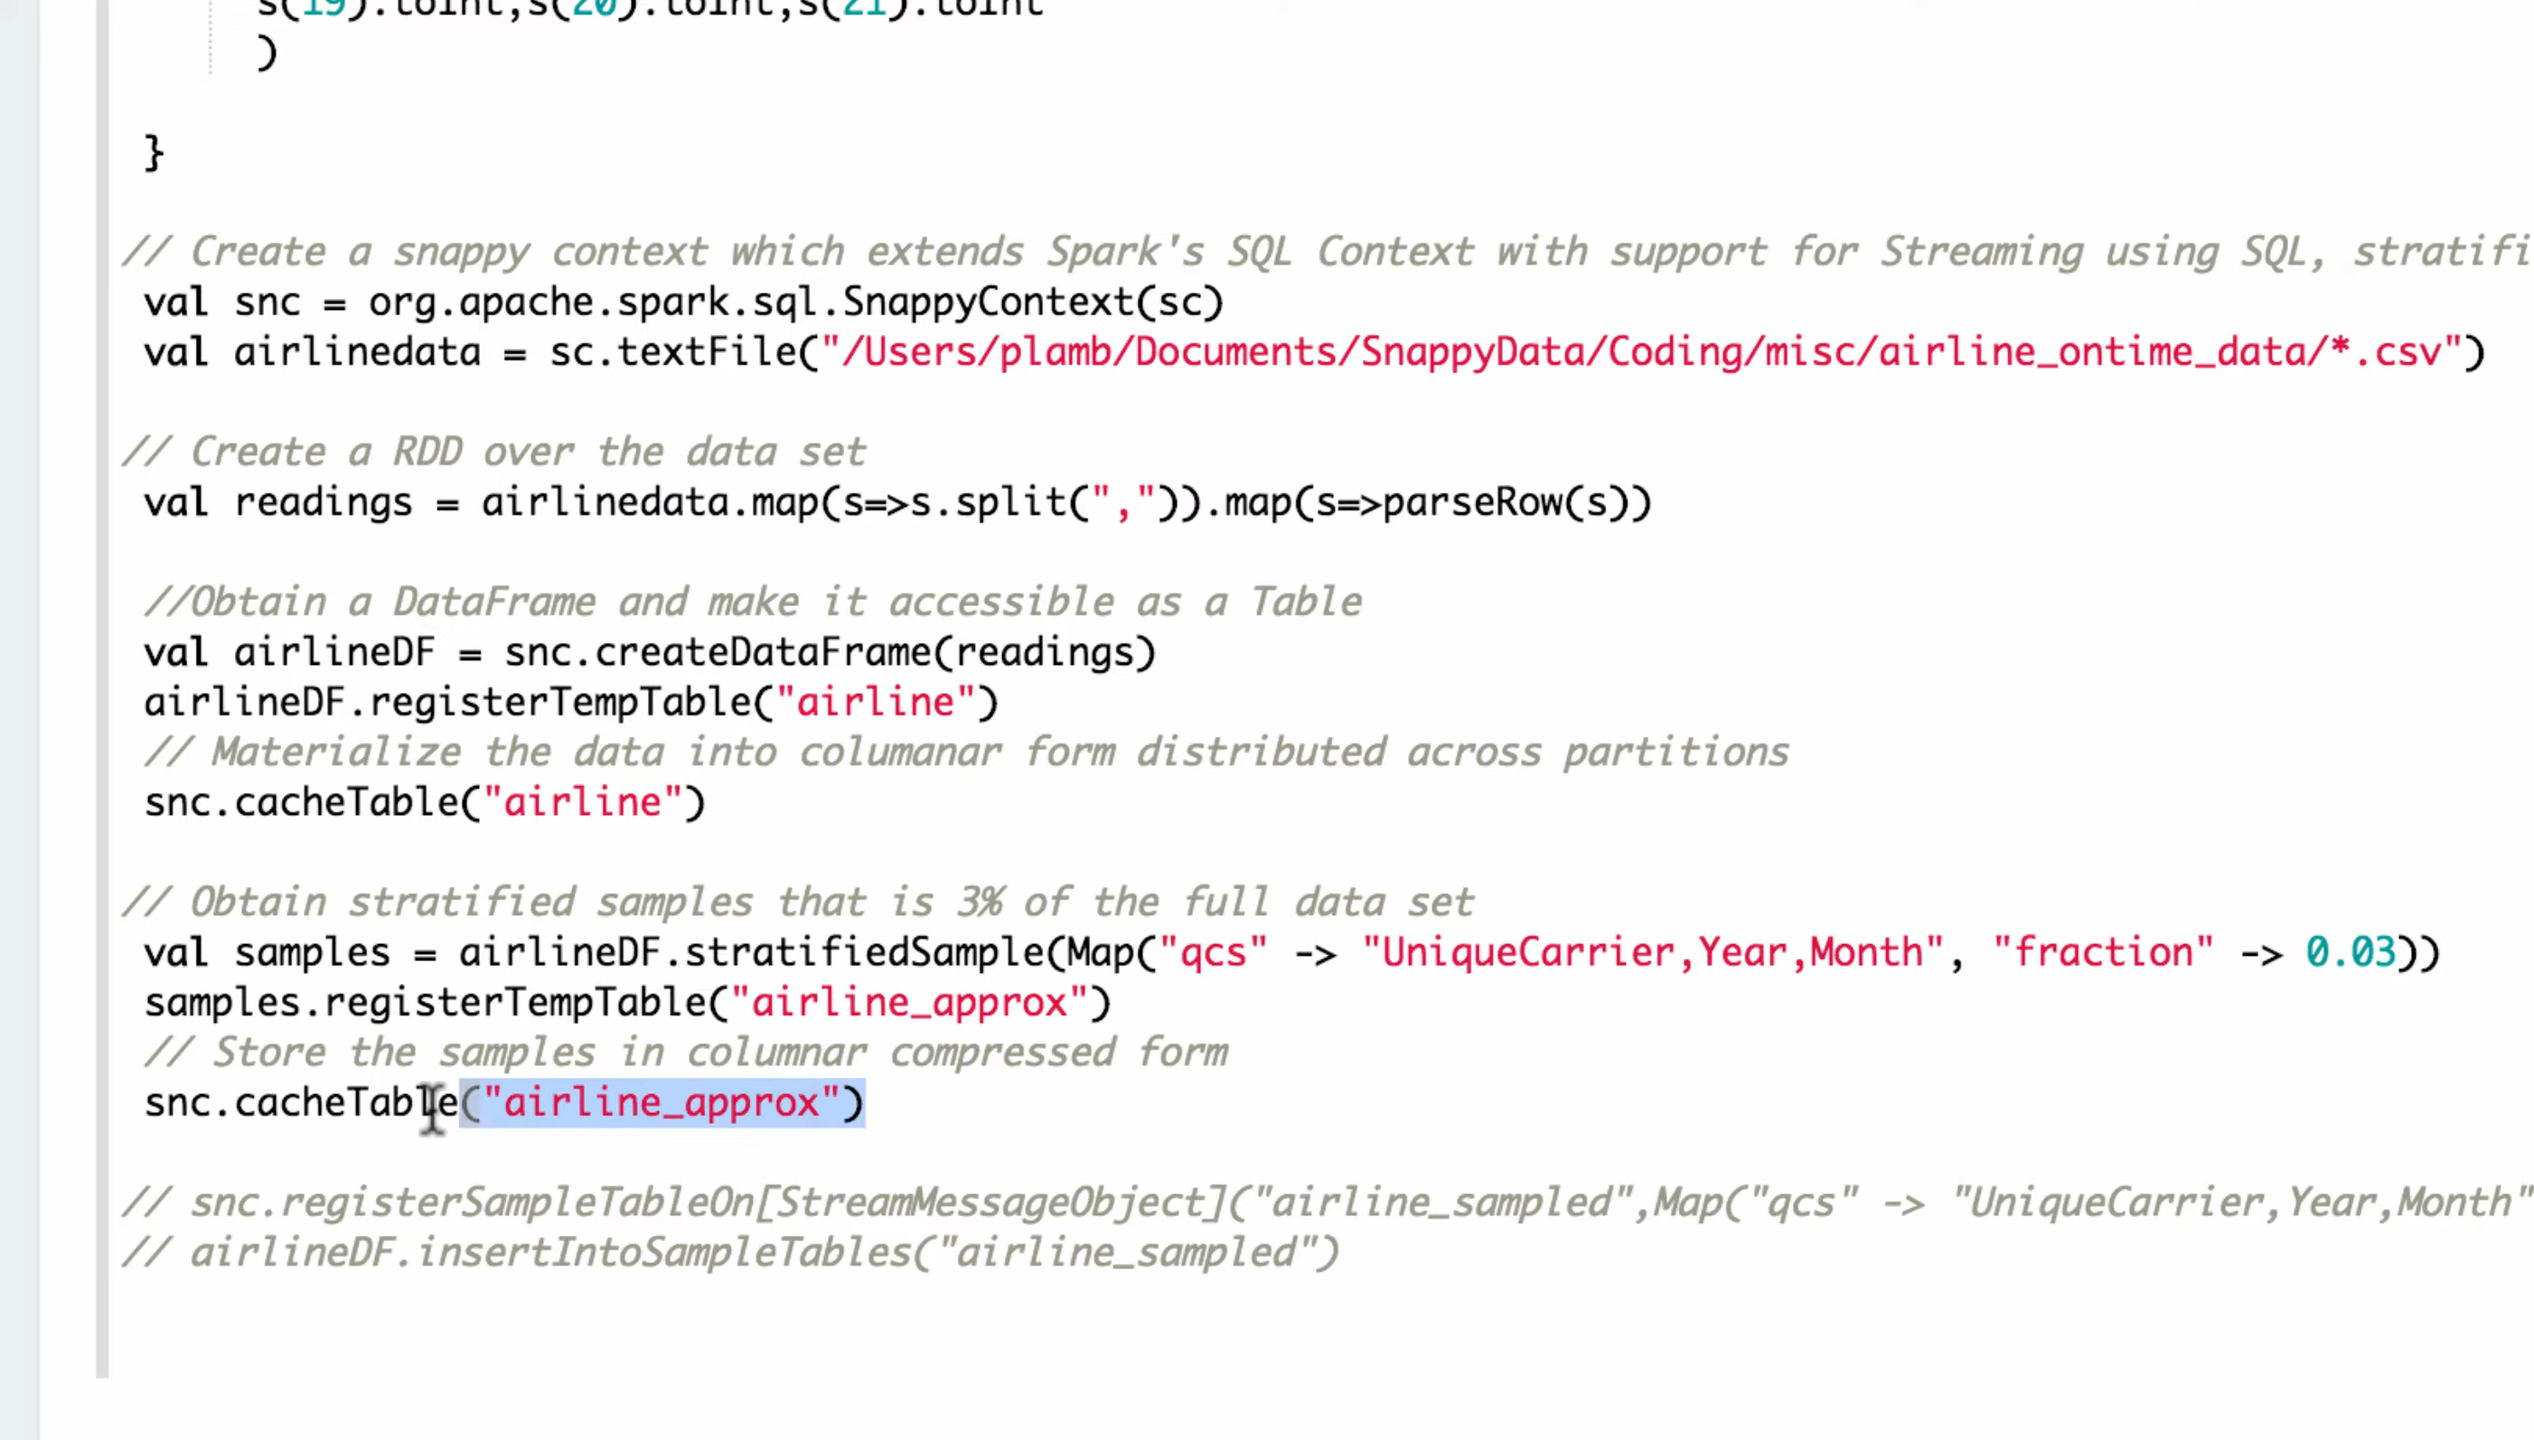 s(19).toInt,s(20).toInt,s(21).toInt
)
}
// Create a snappy context which extends Spark's SQL Context with support for Streaming using SQL, stratifi
val snc = org.apache.spark.sql.SnappyContext(sc)
val airlinedata = sc.textFile("/Users/plamb/Documents/SnappyData/Coding/misc/airline_ontime_data/*.csv")
// Create a RDD over the data set
val readings = airlinedata.map(s=>s.split(",")).map(s=>parseRow(s))
//Obtain a DataFrame and make it accessible as a Table
val airlineDF = snc.createDataFrame(readings)
airlineDF.registerTempTable("airline")
// Materialize the data into columanar form distributed across partitions
snc.cacheTable("airline")
// Obtain stratified samples that is 3% of the full data set
val samples = airlineDF.stratifiedSample(Map("qcs" -> "UniqueCarrier,Year,Month", "fraction" -> 0.03))
samples.registerTempTable("airline_approx")
// Store the samples in columnar compressed form
snc.cacheTable("airline_approx")
// snc.registerSampleTableOn[StreamMessageObject]("airline_sampled",Map("qcs" -> "UniqueCarrier,Year,Month"
// airlineDF.insertIntoSampleTables("airline_sampled")